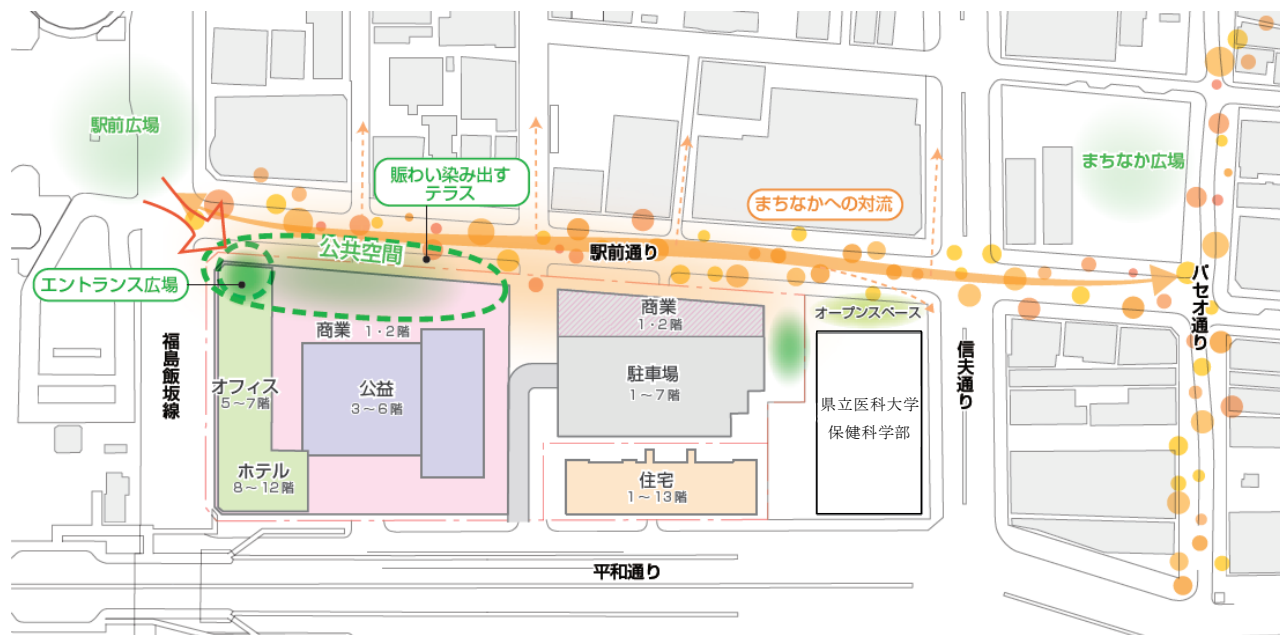 駅前広場
賑わい染み出す
テラス
まちなか広場
まちなかへの対流
公共空間
駅前通り
エントランス広場
パセオ通り
商業
1・2階
オープンスペース
商業 1・2階
福島飯坂線
信夫通り
オフィス
5～7階
公益
3～6階
駐車場
1～7階
県立医科大学
保健科学部
ホテル
8～12階
住宅
1～13階
平和通り